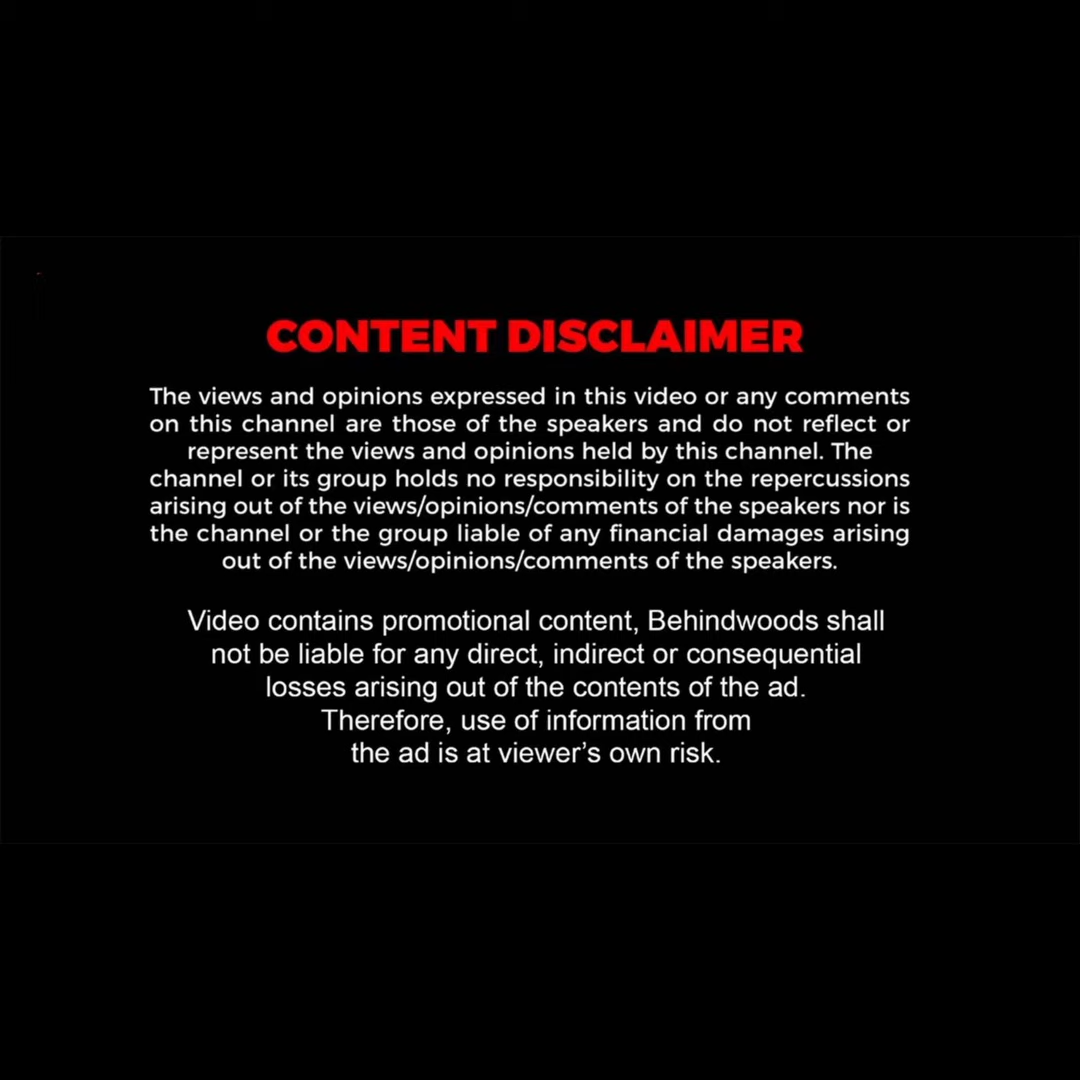 CONTENT DISCLAIMER
The views and opinions expressed in this video or any comments
on this channel are those of the speakers and do not reflect or
represent the views and opinions held by this channel. The
channel or its group holds no responsibility on the repercussions
arising out of the views/opinions/comments of the speakers nor is
the channel or the group liable of any financial damages arising
out of the views/opinions/comments of the speakers.
Video contains promotional content, Behindwoods shall
not be liable for any direct, indirect or consequential
losses arising out of the contents of the ad.
Therefore, use of information from
the ad is at viewer’s own risk.